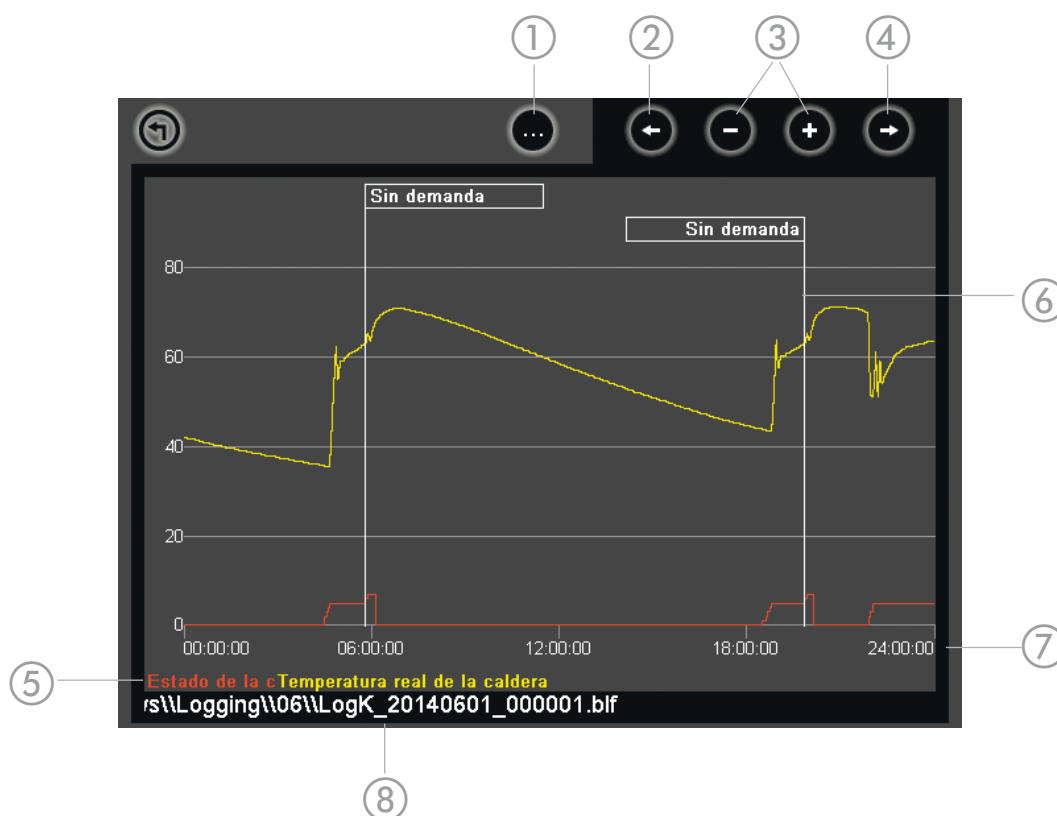 1 2 3 4
...
Sin demanda
Sin demanda
80
6
60
40
20
0
00:00:00 06:00:00 12:00:00 18:00:00 24:00:00
7
5
Estado de la c Temperatura real de la caldera
rs\\Logging\\06\\LogK_20140601_000001.blf
8